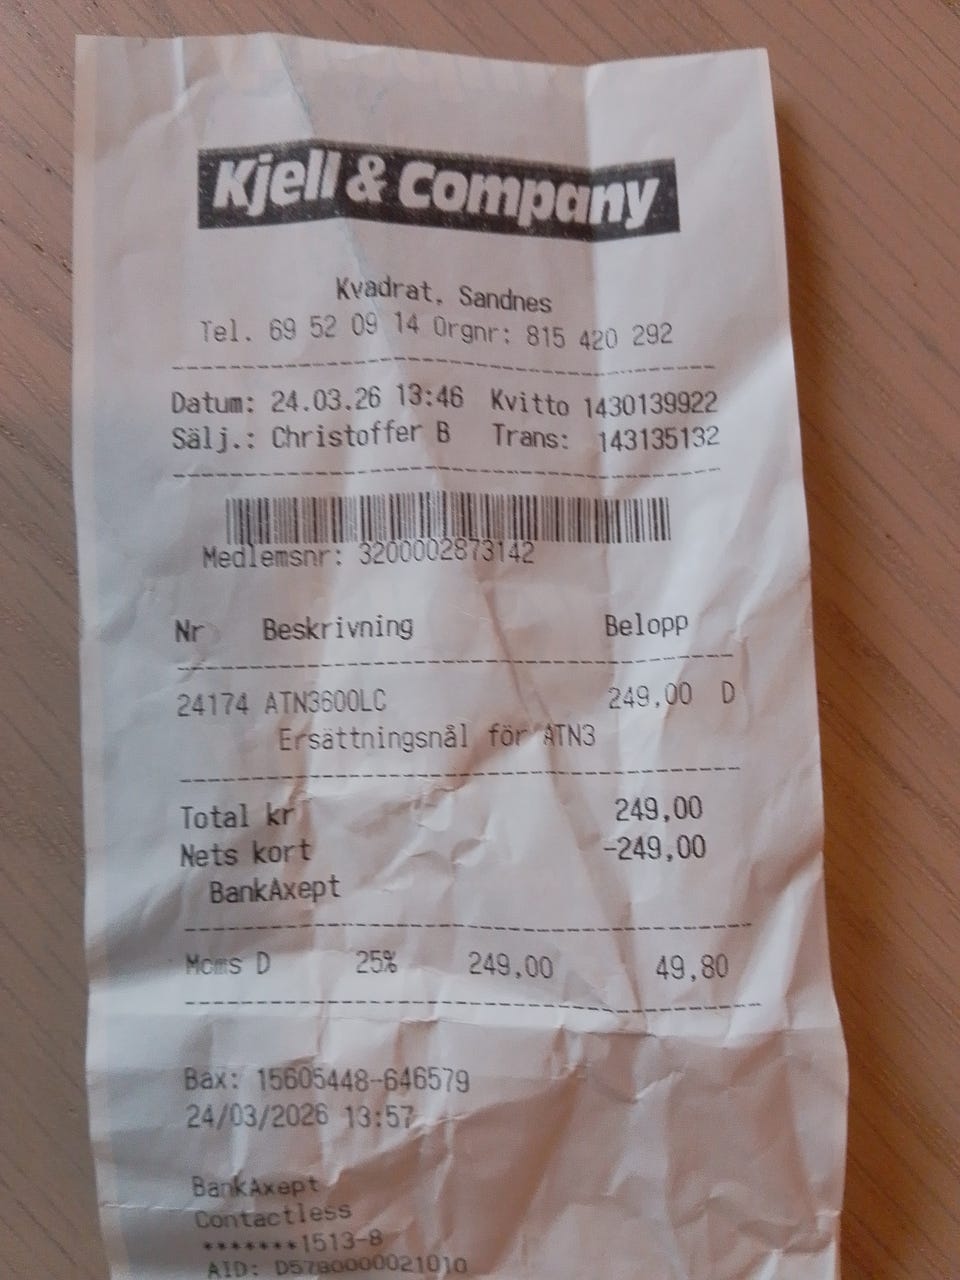 Kjell & Company
Kvadrat, Sandnes
Tel. 69 52 09 14 Orgnr: 815 420 292
Datum: 24.03.26 13:46 Kvitto 1430139922
Sälj.: Christoffer B Trans: 143135132
Medlemsnr: 3200002873142
Nr Beskrivning Belopp
24174 ATN3600LC 249,00 D
Ersättningsnål för ATN3
Total kr 249,00
Nets kort -249,00
BankAxept
Moms D 25% 249,00 49,80
Bax: 15605448-646579
24/03/2026 13:57
BankAxept
Contactless
*******1513-8
AID: D5780000021010